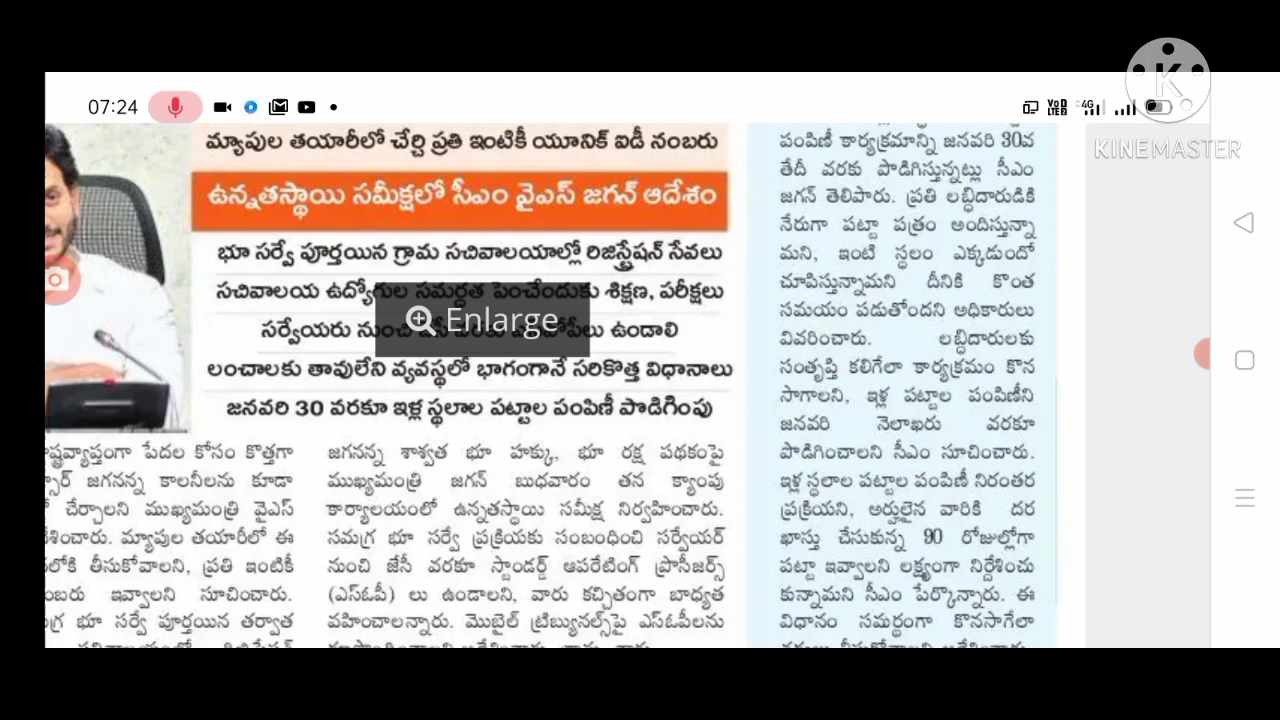 07:24
VoD
LTE2
4G
KINEMASTER
మ్యాపుల తయారీలో చేర్చి ప్రతి ఇంటికీ యూనిక్ ఐడీ నంబరు
ఉన్నతస్థాయి సమీక్షలో సీఎం వైఎస్ జగన్ ఆదేశం
భూ సర్వే పూర్తయిన గ్రామ సచివాలయాల్లో రిజిస్ట్రేషన్ సేవలు
సచివాలయ ఉద్యోగుల సమర్థత పెంచేందుకు శిక్షణ, పరీక్షలు
Enlarge
సర్వేయరు నుంచి ఉండాలి
లంచాలకు తావులేని వ్యవస్థలో భాగంగానే సరికొత్త విధానాలు
జనవరి 30 వరకూ ఇళ్ల స్థలాల పట్టాల పంపిణీ పొడిగింపు
పేదల కోసం కొత్తగా
జగనన్న కాలనీలను కూడా
చేర్చాలని ముఖ్యమంత్రి వైఎస్
మ్యాపుల తయారీలో ఈ
తీసుకోవాలని, ప్రతి ఇంటికీ
ఇవ్వాలని సూచించారు.
భూ సర్వే పూర్తయిన తర్వాత
జగనన్న శాశ్వత భూ హక్కు, భూ రక్ష పథకంపై
ముఖ్యమంత్రి జగన్ బుధవారం తన క్యాంపు
కార్యాలయంలో ఉన్నతస్థాయి సమీక్ష నిర్వహించారు.
సమగ్ర భూ సర్వే ప్రక్రియకు సంబంధించి సర్వేయర్
నుంచి జేసీ వరకూ స్టాండర్డ్ ఆపరేటింగ్ ప్రొసీజర్స్
(ఎస్ఓపీ) లు ఉండాలని, వారు కచ్చితంగా బాధ్యత
వహించాలన్నారు. మొబైల్ ట్రిబ్యునల్స్‌పై ఎస్ఓపీలను
పంపిణీ కార్యక్రమాన్ని జనవరి 30వ
తేదీ వరకు పొడిగిస్తున్నట్లు సీఎం
జగన్ తెలిపారు. ప్రతి లబ్ధిదారుడికి
నేరుగా పట్టా పత్రం అందిస్తున్నా
మని, ఇంటి స్థలం ఎక్కడుందో
చూపిస్తున్నామని దీనికి కొంత
సమయం పడుతోందని అధికారులు
వివరించారు. లబ్ధిదారులకు
సంతృప్తి కలిగేలా కార్యక్రమం కొన
సాగాలని, ఇళ్ల పట్టాల పంపిణీని
జనవరి నెలాఖరు వరకూ
పొడిగించాలని సీఎం సూచించారు.
ఇళ్ల స్థలాల పట్టాల పంపిణీ నిరంతర
ప్రక్రియని, అర్హులైన వారికి దర
ఖాస్తు చేసుకున్న 90 రోజుల్లోగా
పట్టా ఇవ్వాలని లక్ష్యంగా నిర్దేశించు
కున్నామని సీఎం పేర్కొన్నారు. ఈ
విధానం సమర్థంగా కొనసాగేలా